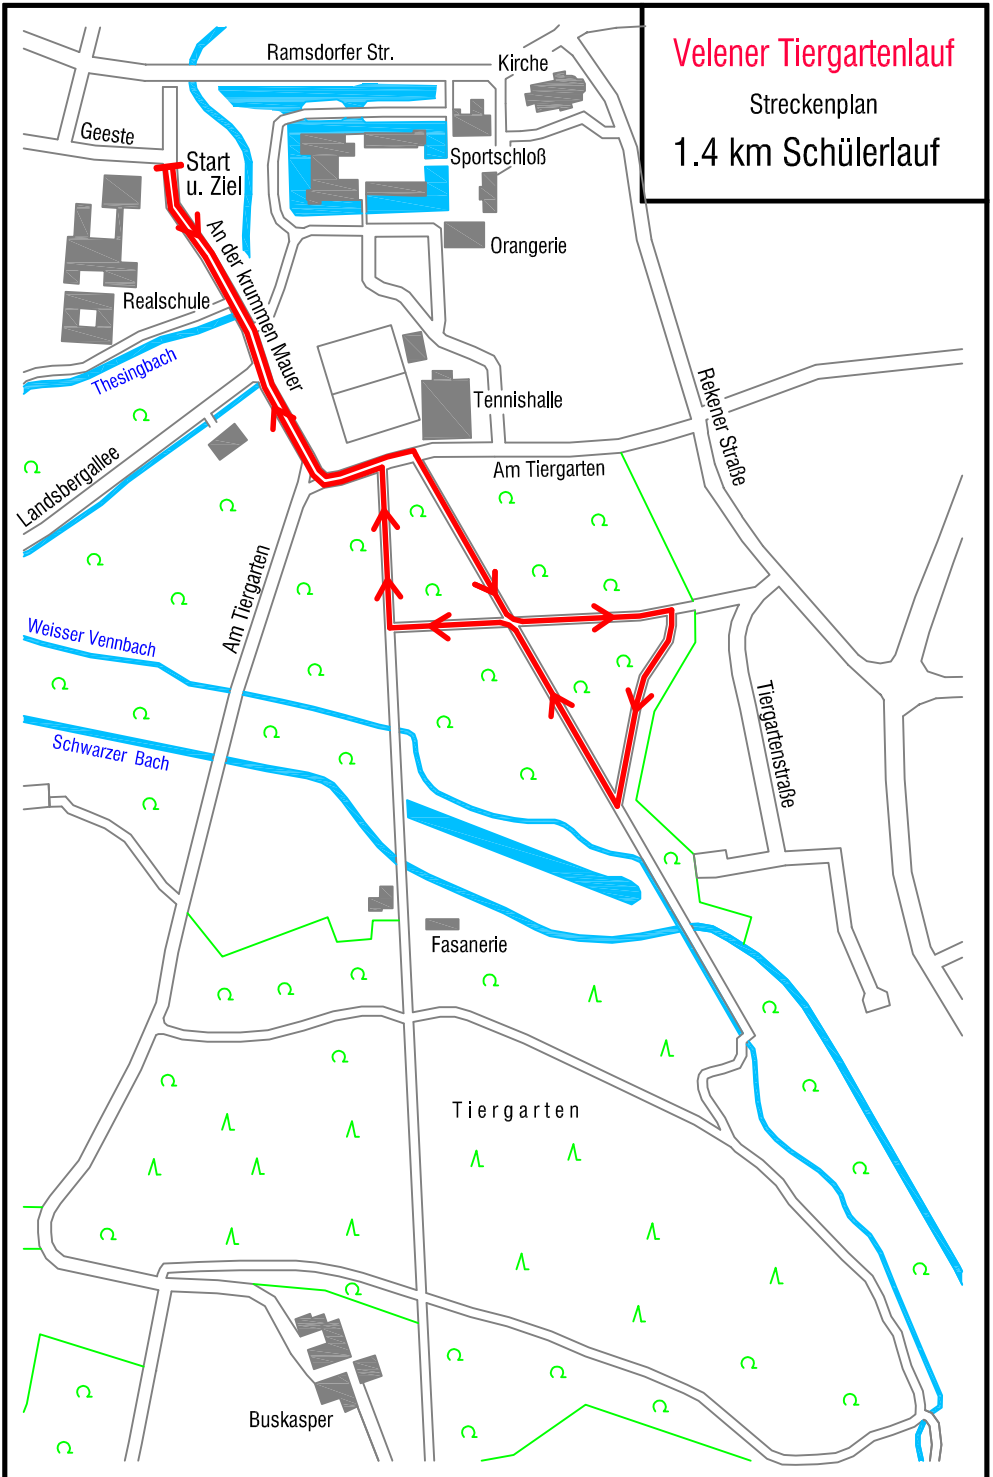 Velener Tiergartenlauf
Streckenplan
1.4 km Schülerlauf
Ramsdorfer Str.
Kirche
Geeste
Start
u. Ziel
Sportschloß
An der krummen Mauer
Orangerie
Realschule
Thesingbach
Tennishalle
Rekener Straße
Landsbergallee
Am Tiergarten
Am Tiergarten
Weisser Vennbach
Schwarzer Bach
Tiergartenstraße
Fasanerie
Tiergarten
Buskasper